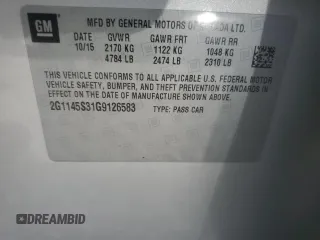 GM
MFD BY GENERAL MOTORS OF CANADA LTD.
10/15 GVWR GAWR FRT GAWR RR
2170 KG 1122 KG 1048 KG
4784 LB 2474 LB 2310 LB
THIS VEHICLE CONFORMS TO ALL APPLICABLE U.S. FEDERAL MOTOR
VEHICLE SAFETY, BUMPER, AND THEFT PREVENTION STANDARDS IN
EFFECT ON THE DATE OF MANUFACTURE SHOWN ABOVE.
2G1145S31G9126583 TYPE: PASS CAR
DREAMBID